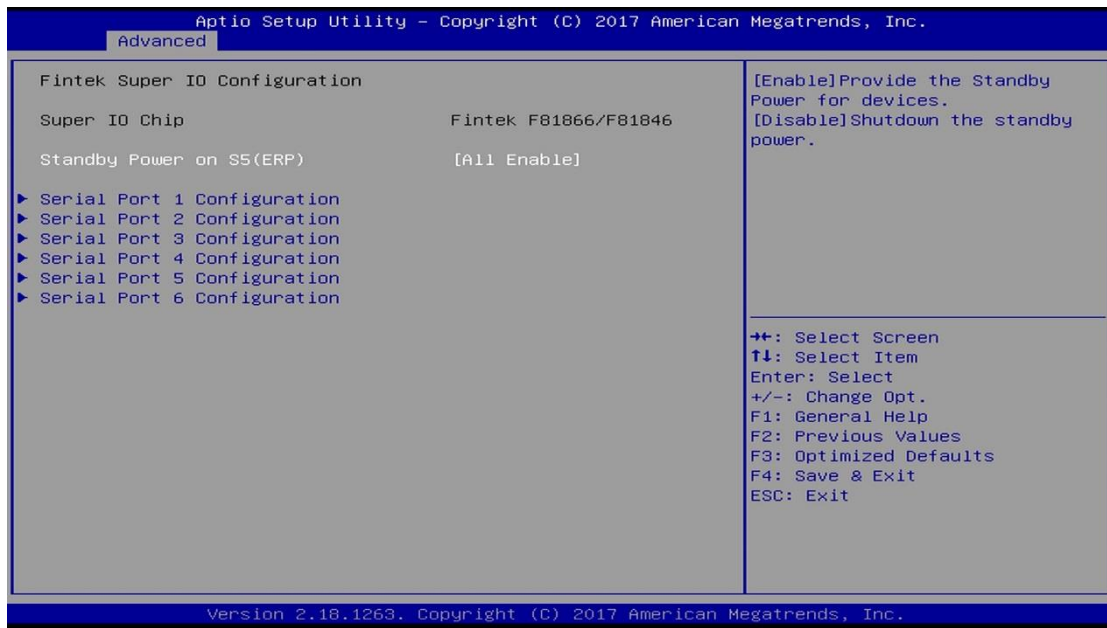 Aptio Setup Utility – Copyright (C) 2017 American Megatrends, Inc.
Advanced
Fintek Super IO Configuration
Super IO Chip Fintek F81866/F81846
Standby Power on S5(ERP) [All Enable]
▶ Serial Port 1 Configuration
▶ Serial Port 2 Configuration
▶ Serial Port 3 Configuration
▶ Serial Port 4 Configuration
▶ Serial Port 5 Configuration
▶ Serial Port 6 Configuration
[Enable]Provide the Standby
Power for devices.
[Disable]Shutdown the standby
power.
→←: Select Screen
↑↓: Select Item
Enter: Select
+/-: Change Opt.
F1: General Help
F2: Previous Values
F3: Optimized Defaults
F4: Save & Exit
ESC: Exit
Version 2.18.1263. Copyright (C) 2017 American Megatrends, Inc.